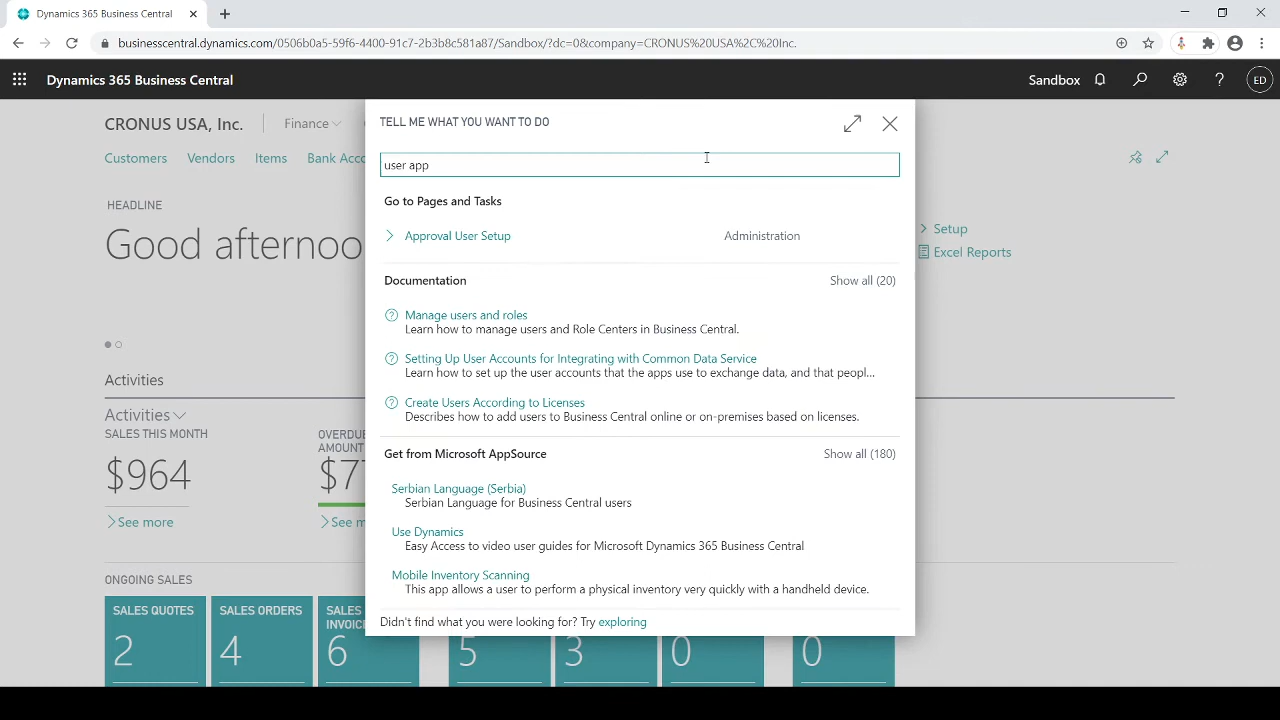 Dynamics 365 Business Central
businesscentral.dynamics.com/0506b0a5-59f6-4400-91c7-2b3b8c581a87/Sandbox/?dc=0&company=CRONUS%20USA%2C%20Inc.
Dynamics 365 Business Central
Sandbox
?
ED
CRONUS USA, Inc.
Finance
Customers
Vendors
Items
Bank Acco
HEADLINE
Good afternoo
Activities
Activities
SALES THIS MONTH
$964
See more
OVERDUE
AMOUNT
$7
See m
ONGOING SALES
SALES QUOTES
2
SALES ORDERS
4
SALES
INVOICE
6
5
3
0
0
Setup
Excel Reports
TELL ME WHAT YOU WANT TO DO
user app
Go to Pages and Tasks
Approval User Setup
Administration
Documentation
Show all (20)
Manage users and roles
Learn how to manage users and Role Centers in Business Central.
Setting Up User Accounts for Integrating with Common Data Service
Learn how to set up the user accounts that the apps use to exchange data, and that peopl...
Create Users According to Licenses
Describes how to add users to Business Central online or on-premises based on licenses.
Get from Microsoft AppSource
Show all (180)
Serbian Language (Serbia)
Serbian Language for Business Central users
Use Dynamics
Easy Access to video user guides for Microsoft Dynamics 365 Business Central
Mobile Inventory Scanning
This app allows a user to perform a physical inventory very quickly with a handheld device.
Didn't find what you were looking for? Try exploring